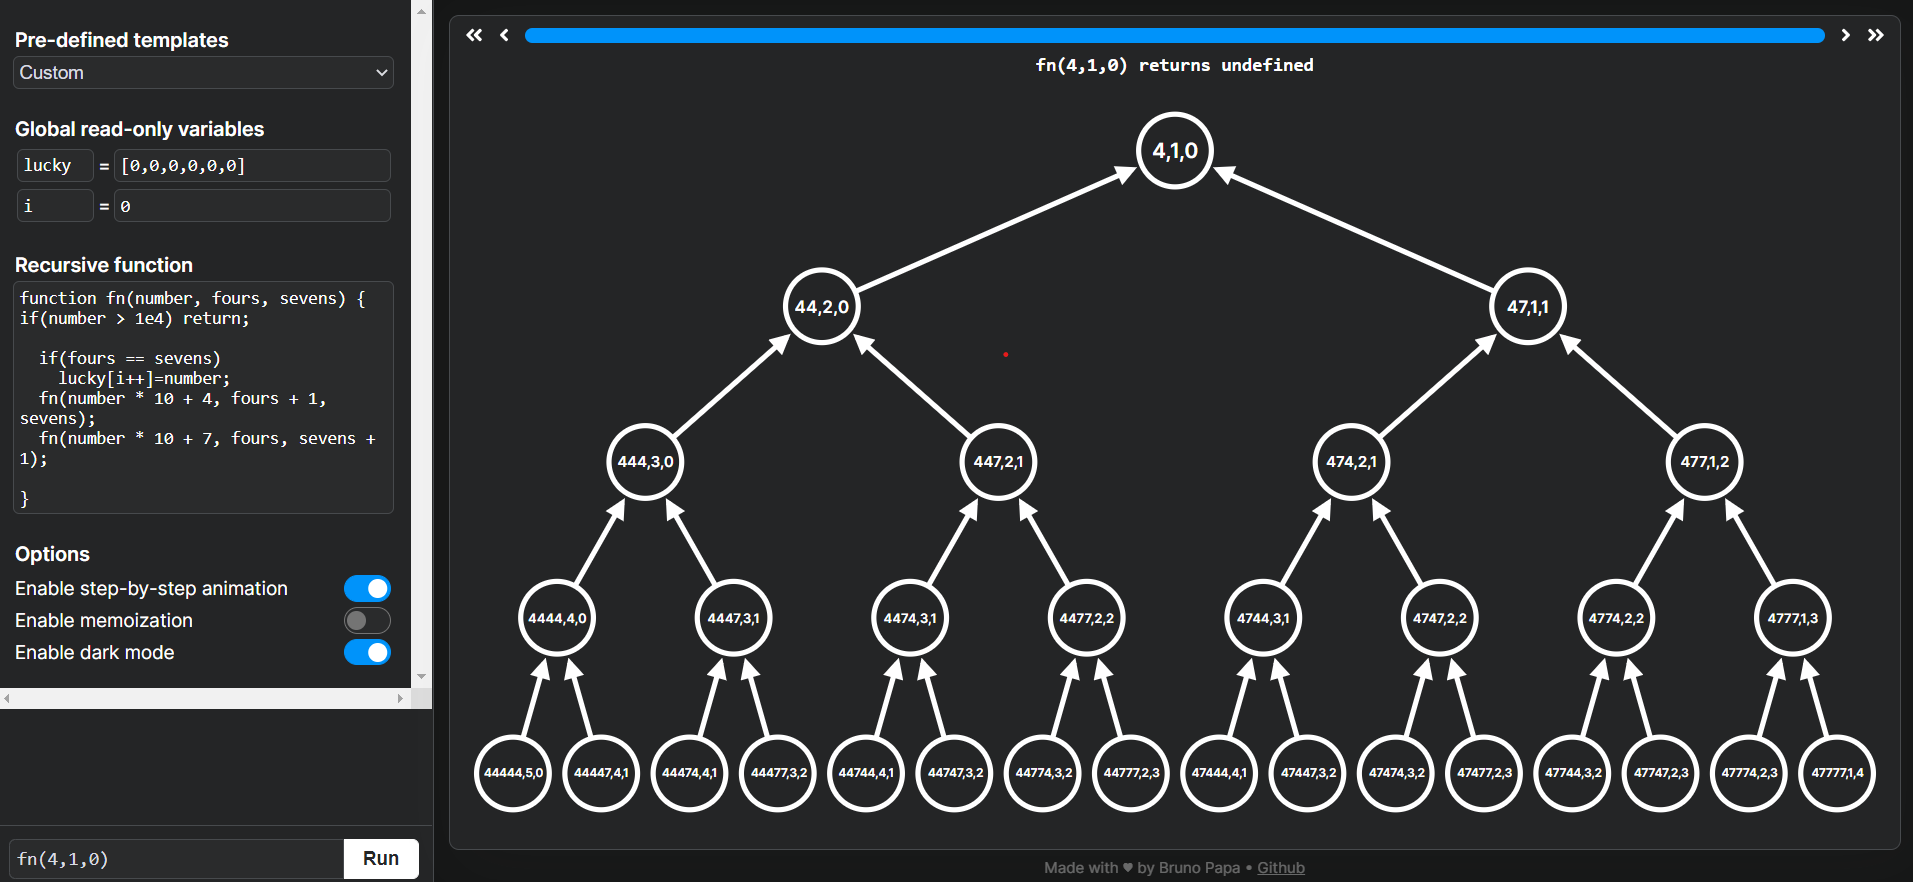 Pre-defined templates
Custom
Global read-only variables
lucky = [0,0,0,0,0,0]
i = 0
Recursive function
function fn(number, fours, sevens) {
if(number > 1e4) return;
if(fours == sevens)
lucky[i++]=number;
fn(number * 10 + 4, fours + 1,
sevens);
fn(number * 10 + 7, fours, sevens +
1);
}
Options
Enable step-by-step animation
Enable memoization
Enable dark mode
fn(4,1,0)
Run
fn(4,1,0) returns undefined
4,1,0
44,2,0 47,1,1
444,3,0 447,2,1 474,2,1 477,1,2
4444,4,0 4447,3,1 4474,3,1 4477,2,2 4744,3,1 4747,2,2 4774,2,2 4777,1,3
44444,5,0 44447,4,1 44474,4,1 44477,3,2 44744,4,1 44747,3,2 44774,3,2 44777,2,3 47444,4,1 47447,3,2 47474,3,2 47477,2,3 47744,3,2 47747,2,3 47774,2,3 47777,1,4
Made with ♥ by Bruno Papa • Github